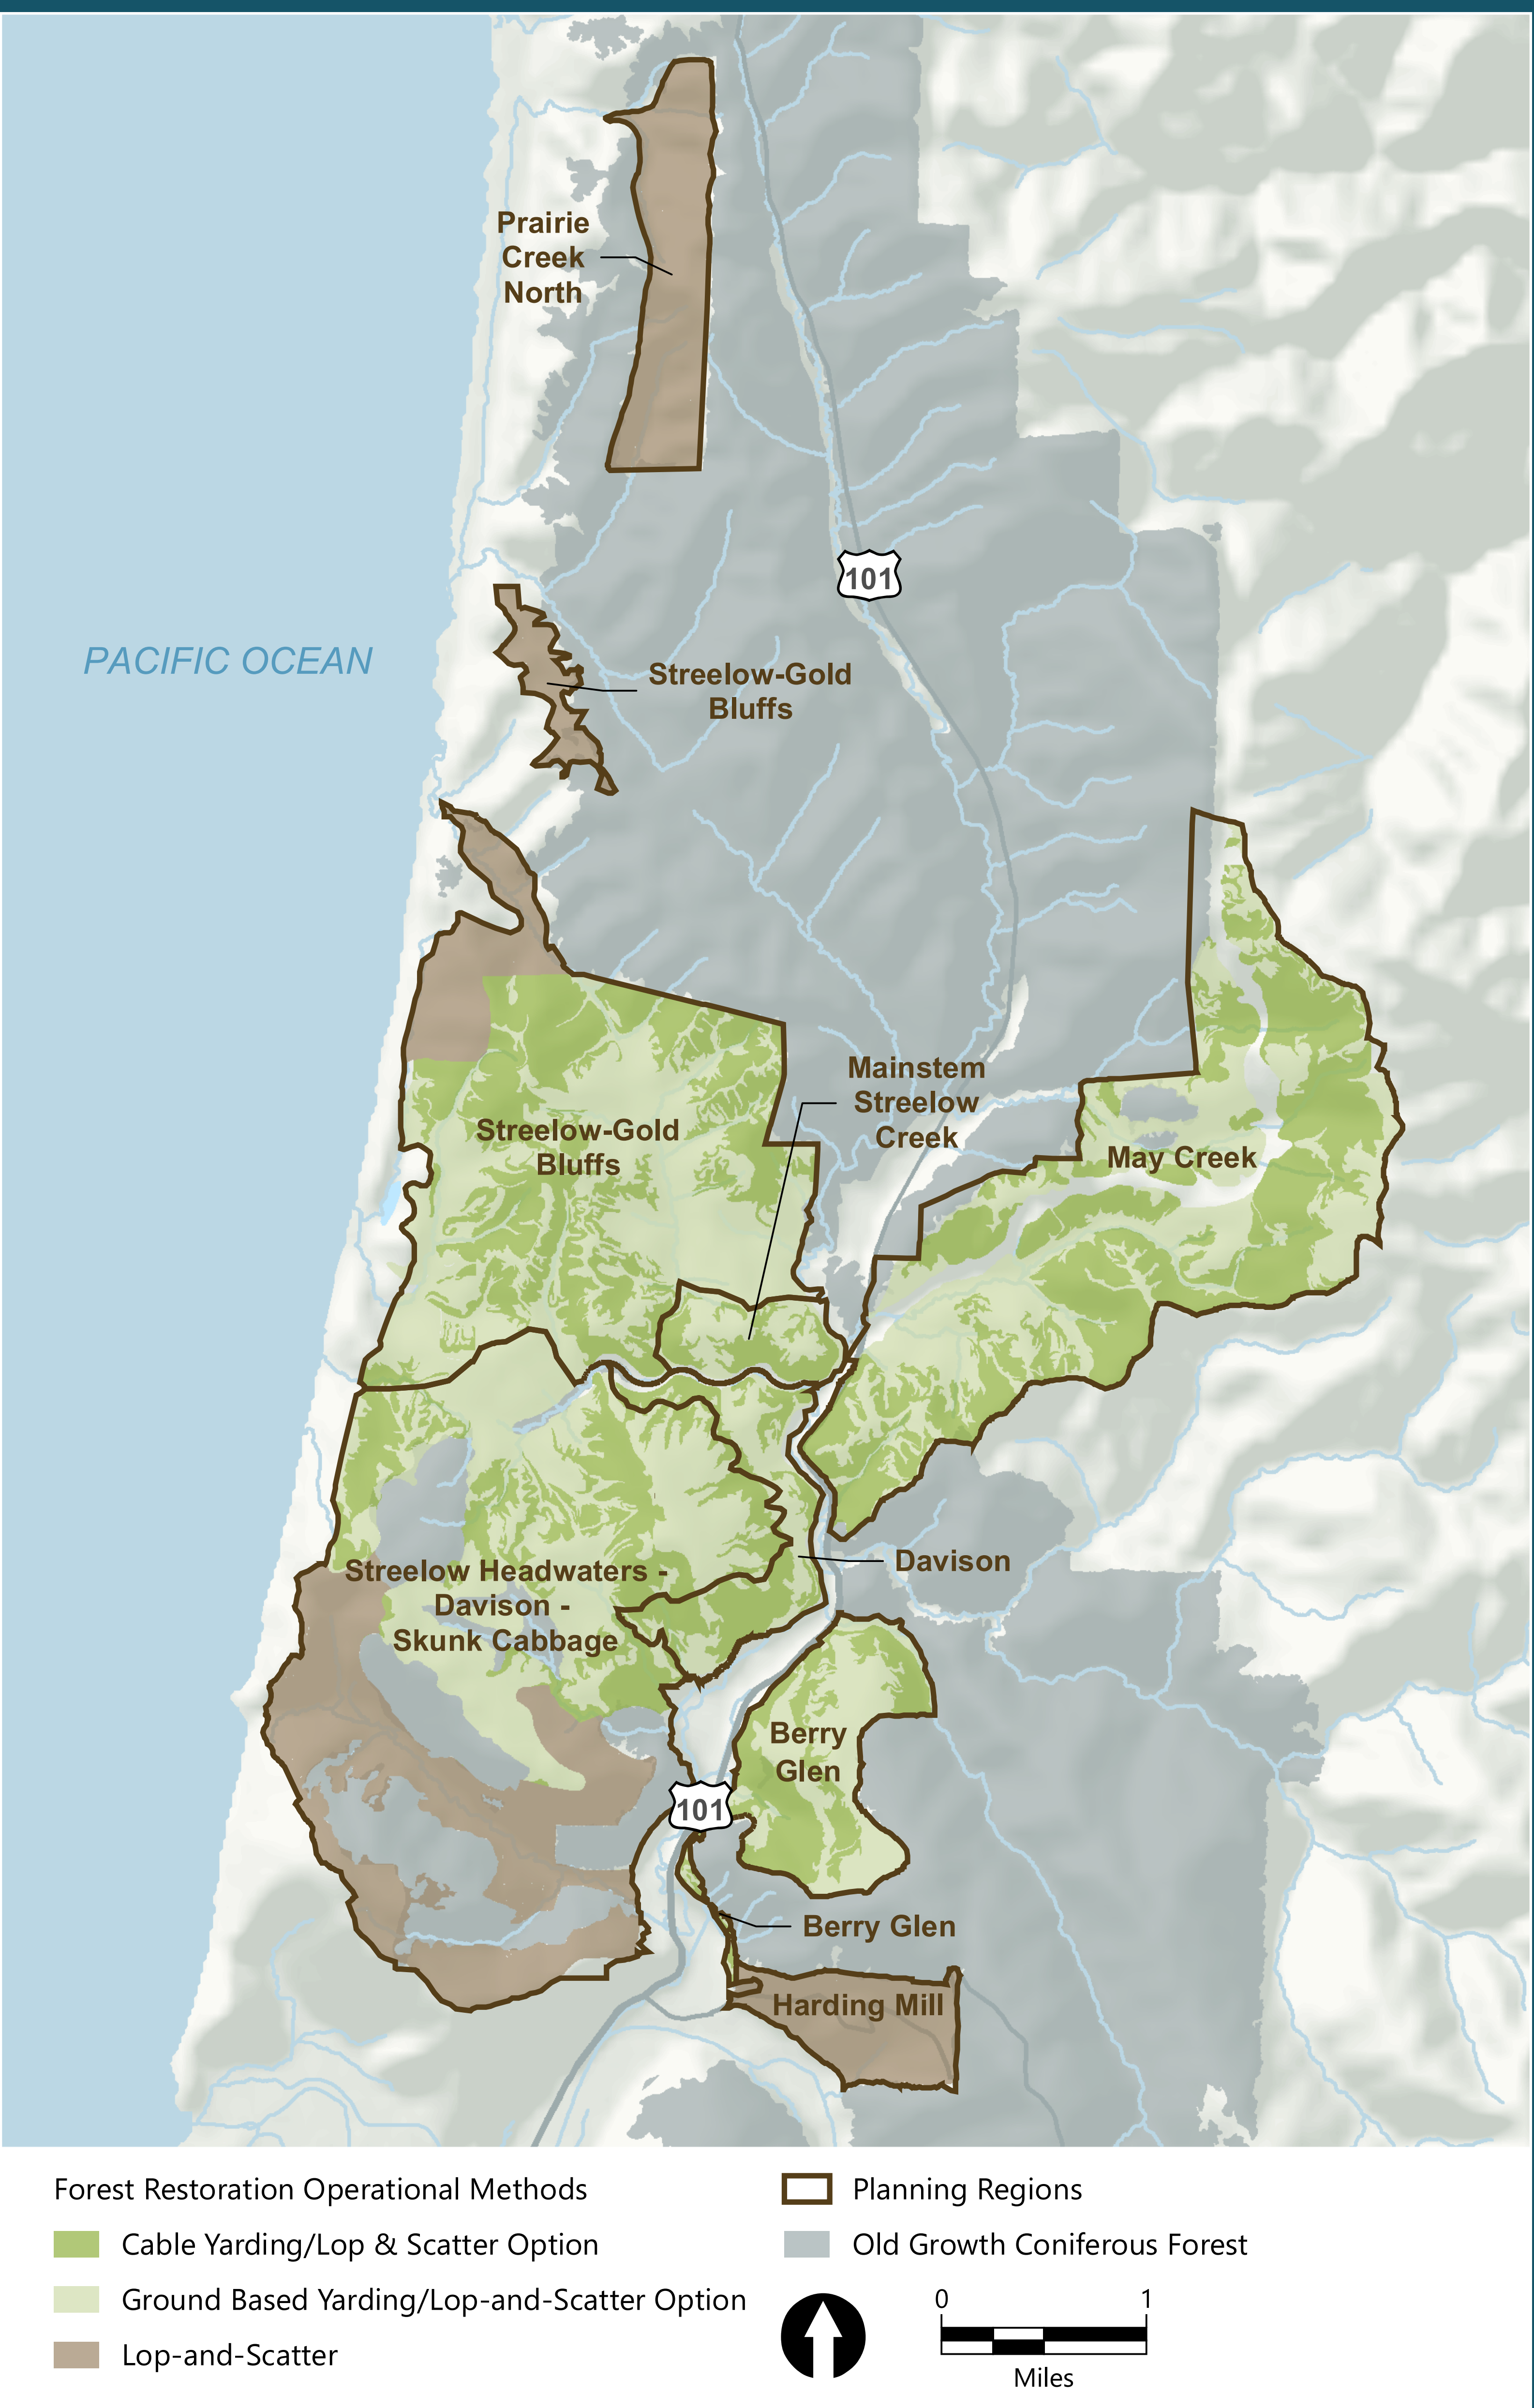 Prairie
Creek
North
101
PACIFIC OCEAN
Streelow-Gold
Bluffs
Mainstem
Streelow
Creek
Streelow-Gold
Bluffs
May Creek
Davison
Streelow Headwaters -
Davison -
Skunk Cabbage
Berry
Glen
101
Berry Glen
Harding Mill
Forest Restoration Operational Methods
Cable Yarding/Lop & Scatter Option
Ground Based Yarding/Lop-and-Scatter Option
Lop-and-Scatter
Planning Regions
Old Growth Coniferous Forest
0 1
Miles